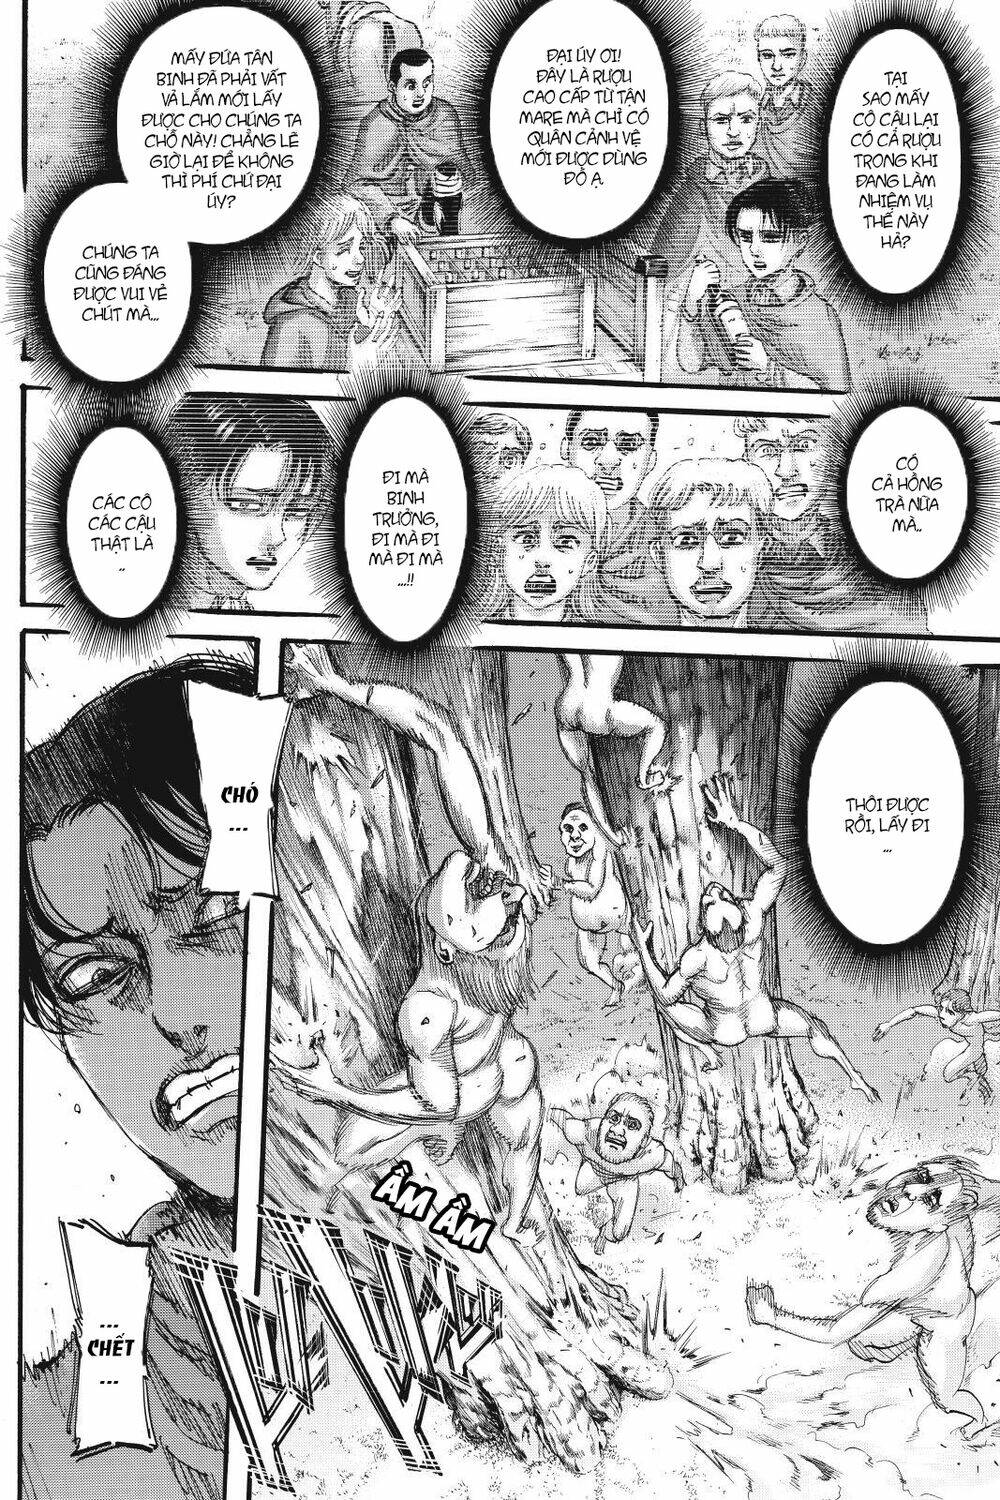 TẠI
SAO MẤY
CÔ CẬU LẠI
CÓ CẢ RƯỢU
TRONG KHI
ĐANG LÀM
NHIỆM VỤ
THẾ NÀY
HẢ?
ĐẠI ÚY ƠI!
ĐÂY LÀ RƯỢU
CAO CẤP TỪ TẬN
MARE MÀ CHỈ CÓ
QUÂN CẢNH VỆ
MỚI ĐƯỢC DÙNG
ĐÓ Ạ.
MẤY ĐỨA TÂN
BINH ĐÃ PHẢI VẤT
VẢ LẮM MỚI LẤY
ĐƯỢC CHO CHÚNG TA
CHỖ NÀY! CHẲNG LẼ
GIỜ LẠI ĐỂ KHÔNG
THÌ PHÍ CHỨ ĐẠI
ÚY?
CHÚNG TA
CŨNG ĐÁNG
ĐƯỢC VUI VẺ
CHÚT MÀ...
CÓ
CẢ HỒNG
TRÀ NỮA
MÀ..
ĐI MÀ
BINH
TRƯỞNG,
ĐI MÀ ĐI
MÀ ĐI MÀ
...!!
CÁC CÔ
CÁC CẬU
THẬT LÀ
..
THÔI ĐƯỢC
RỒI, LẤY ĐI
...
CHÓ
...
ẦM ẦM
...
CHẾT
...